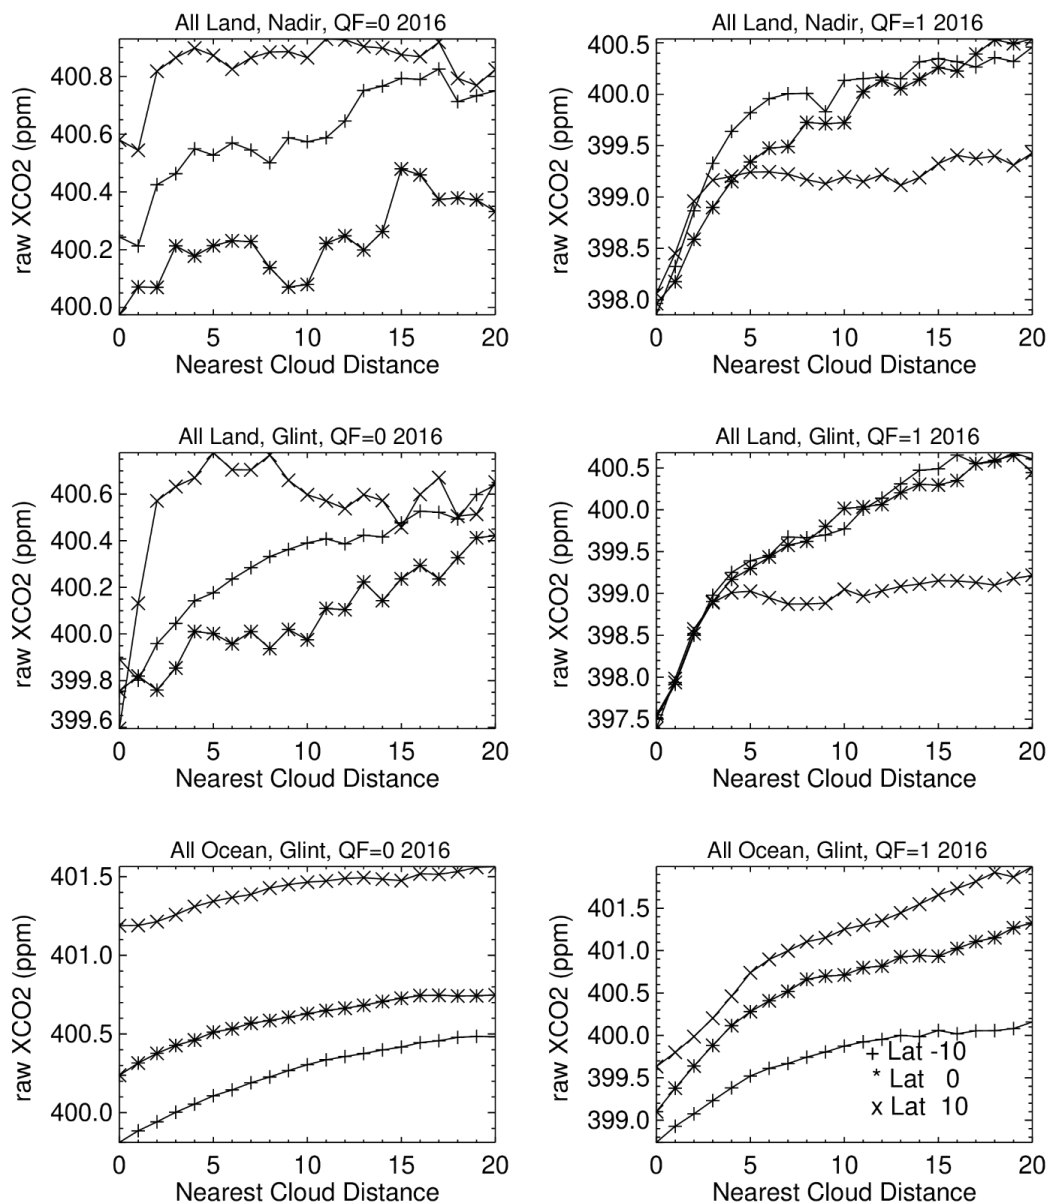 All Land, Nadir, QF=0 2016
raw XCO2 (ppm)
400.8
400.6
400.4
400.2
400.0
0 5 10 15 20
Nearest Cloud Distance
All Land, Nadir, QF=1 2016
raw XCO2 (ppm)
400.5
400.0
399.5
399.0
398.5
398.0
0 5 10 15 20
Nearest Cloud Distance
All Land, Glint, QF=0 2016
raw XCO2 (ppm)
400.6
400.4
400.2
400.0
399.8
399.6
0 5 10 15 20
Nearest Cloud Distance
All Land, Glint, QF=1 2016
raw XCO2 (ppm)
400.5
400.0
399.5
399.0
398.5
398.0
397.5
0 5 10 15 20
Nearest Cloud Distance
All Ocean, Glint, QF=0 2016
raw XCO2 (ppm)
401.5
401.0
400.5
400.0
0 5 10 15 20
Nearest Cloud Distance
All Ocean, Glint, QF=1 2016
raw XCO2 (ppm)
401.5
401.0
400.5
400.0
399.5
399.0
+ Lat -10
* Lat 0
x Lat 10
0 5 10 15 20
Nearest Cloud Distance